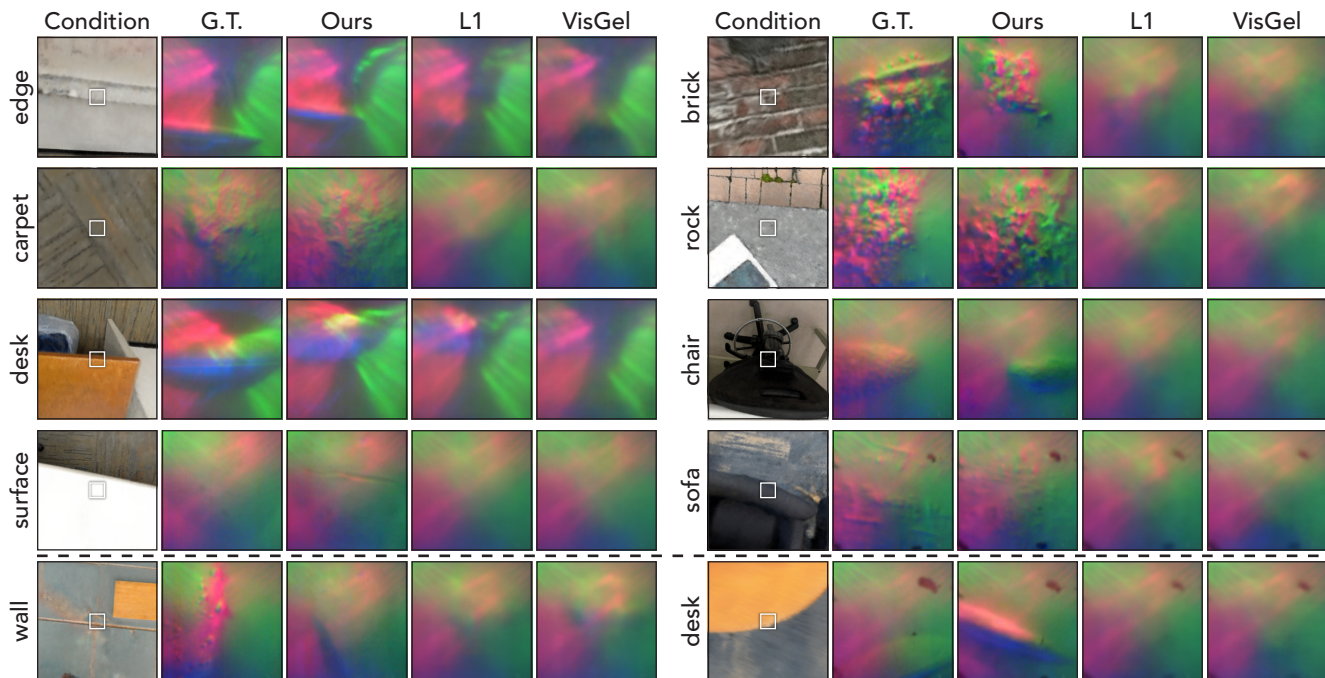 Condition G.T. Ours L1 VisGel Condition G.T. Ours L1 VisGel
edge
brick
carpet
rock
desk
chair
surface
sofa
wall
desk